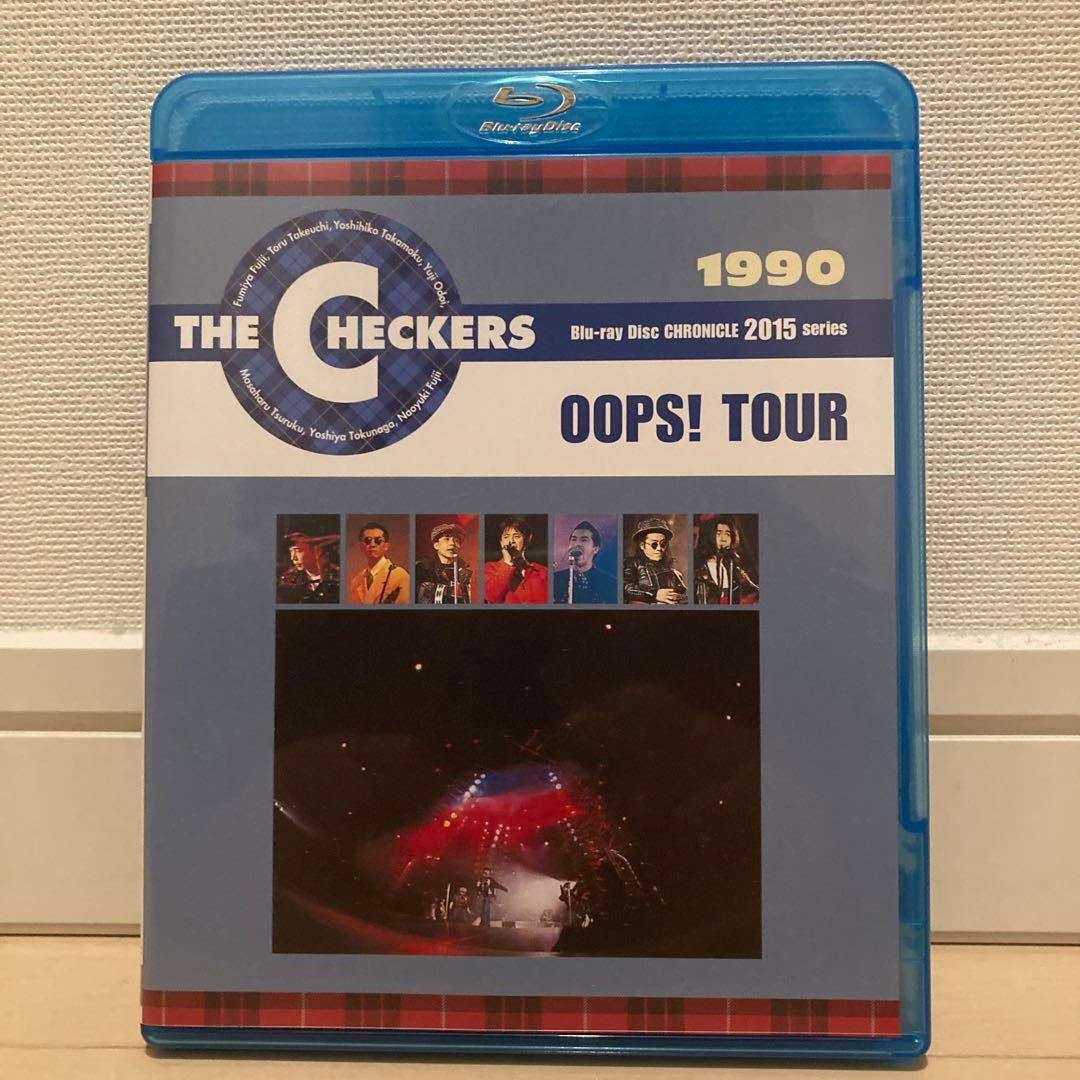 Blu-ray Disc
Fumiya Fujii, Toru Takeuchi, Yoshihiko Takamoku, Yuji Odoi,
THE CHECKERS
Masaharu Tsuruku, Yoshiya Tokunaga, Naoyuki Fujii
1990
Blu-ray Disc CHRONICLE 2015 series
OOPS! TOUR